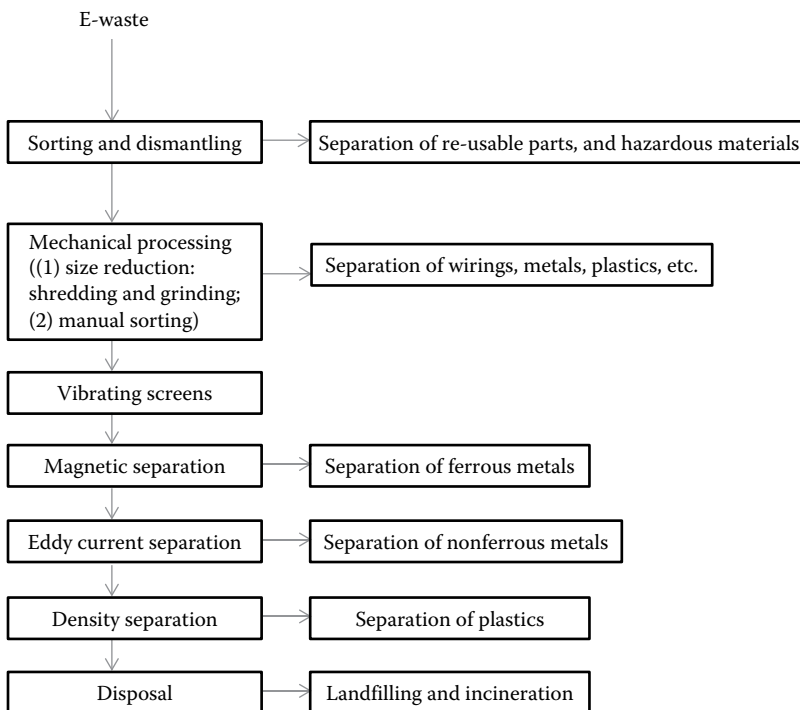 E-waste
Sorting and dismantling
Separation of re-usable parts, and hazardous materials
Mechanical processing
((1) size reduction:
shredding and grinding;
(2) manual sorting)
Separation of wirings, metals, plastics, etc.
Vibrating screens
Magnetic separation
Separation of ferrous metals
Eddy current separation
Separation of nonferrous metals
Density separation
Separation of plastics
Disposal
Landfilling and incineration